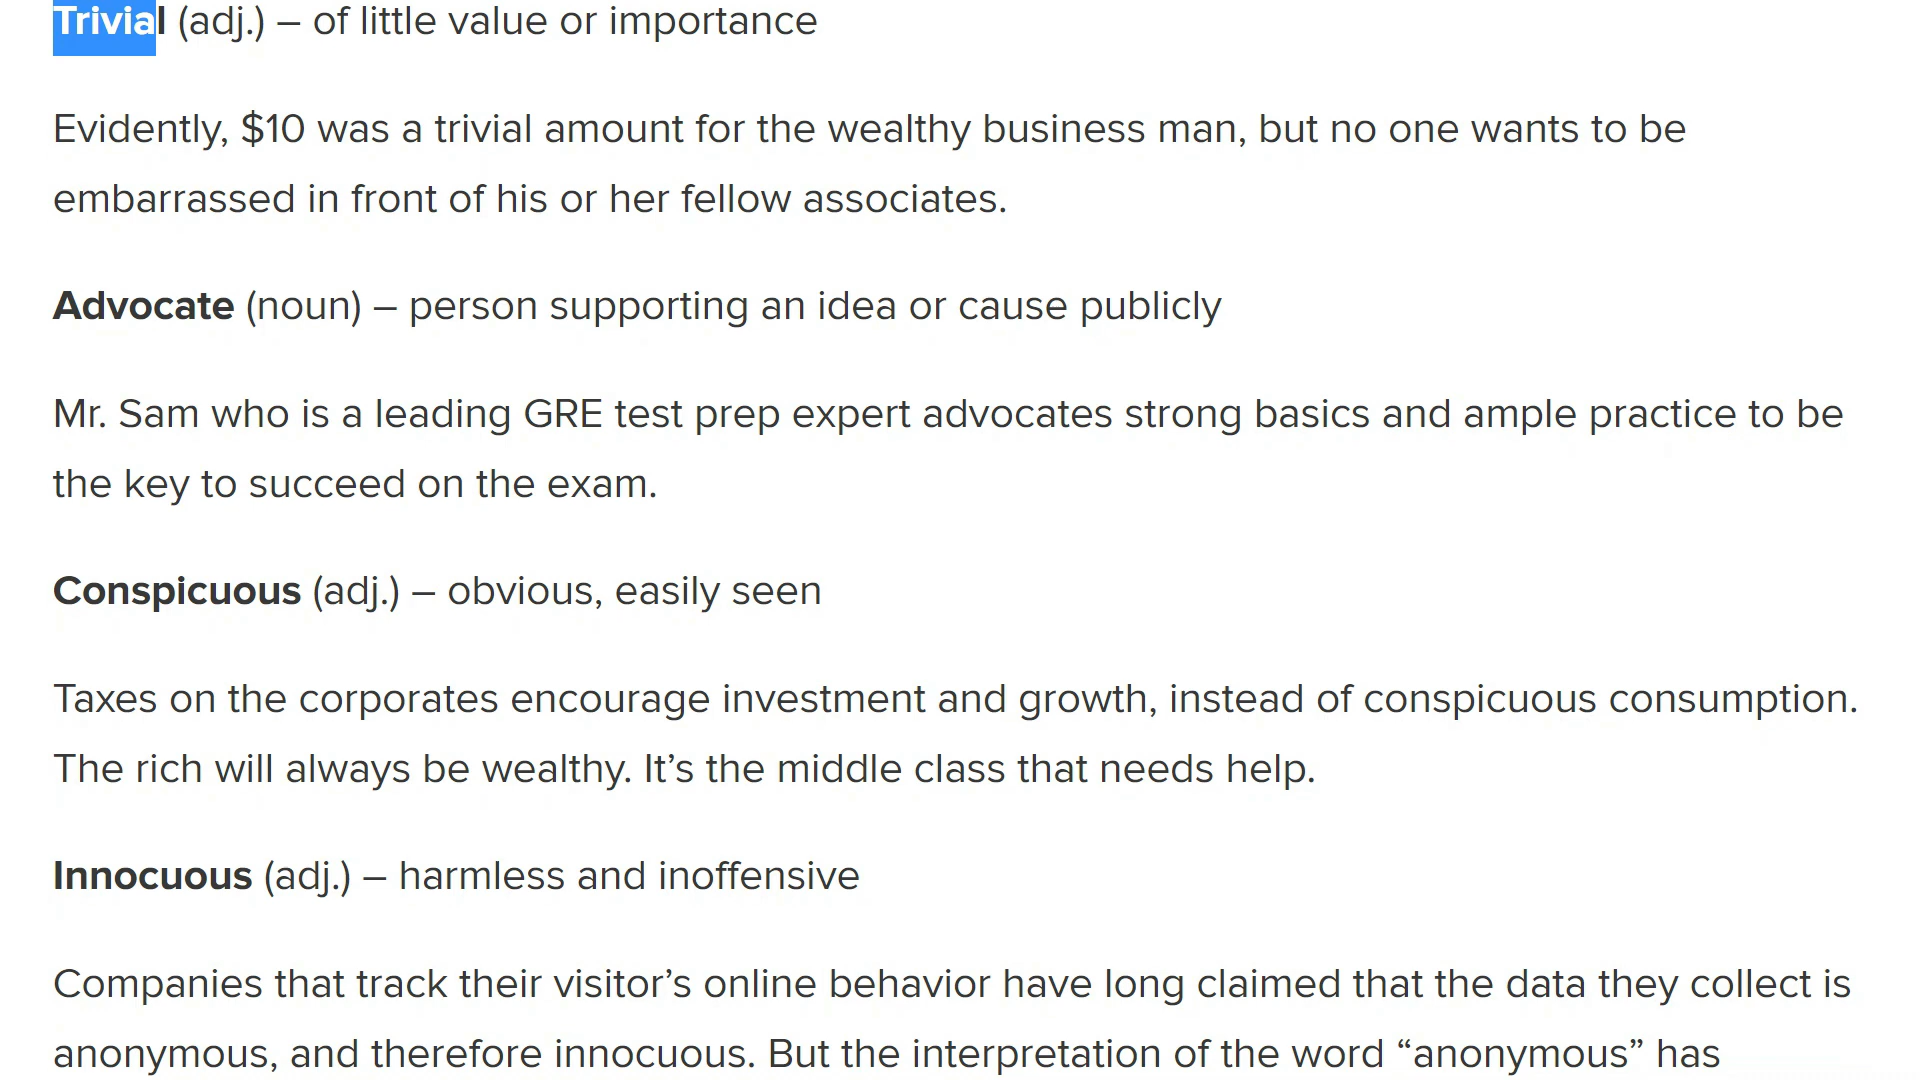 Trivial (adj.) – of little value or importance
Evidently, $10 was a trivial amount for the wealthy business man, but no one wants to be
embarrassed in front of his or her fellow associates.
Advocate (noun) – person supporting an idea or cause publicly
Mr. Sam who is a leading GRE test prep expert advocates strong basics and ample practice to be
the key to succeed on the exam.
Conspicuous (adj.) – obvious, easily seen
Taxes on the corporates encourage investment and growth, instead of conspicuous consumption.
The rich will always be wealthy. It’s the middle class that needs help.
Innocuous (adj.) – harmless and inoffensive
Companies that track their visitor’s online behavior have long claimed that the data they collect is
anonymous, and therefore innocuous. But the interpretation of the word “anonymous” has